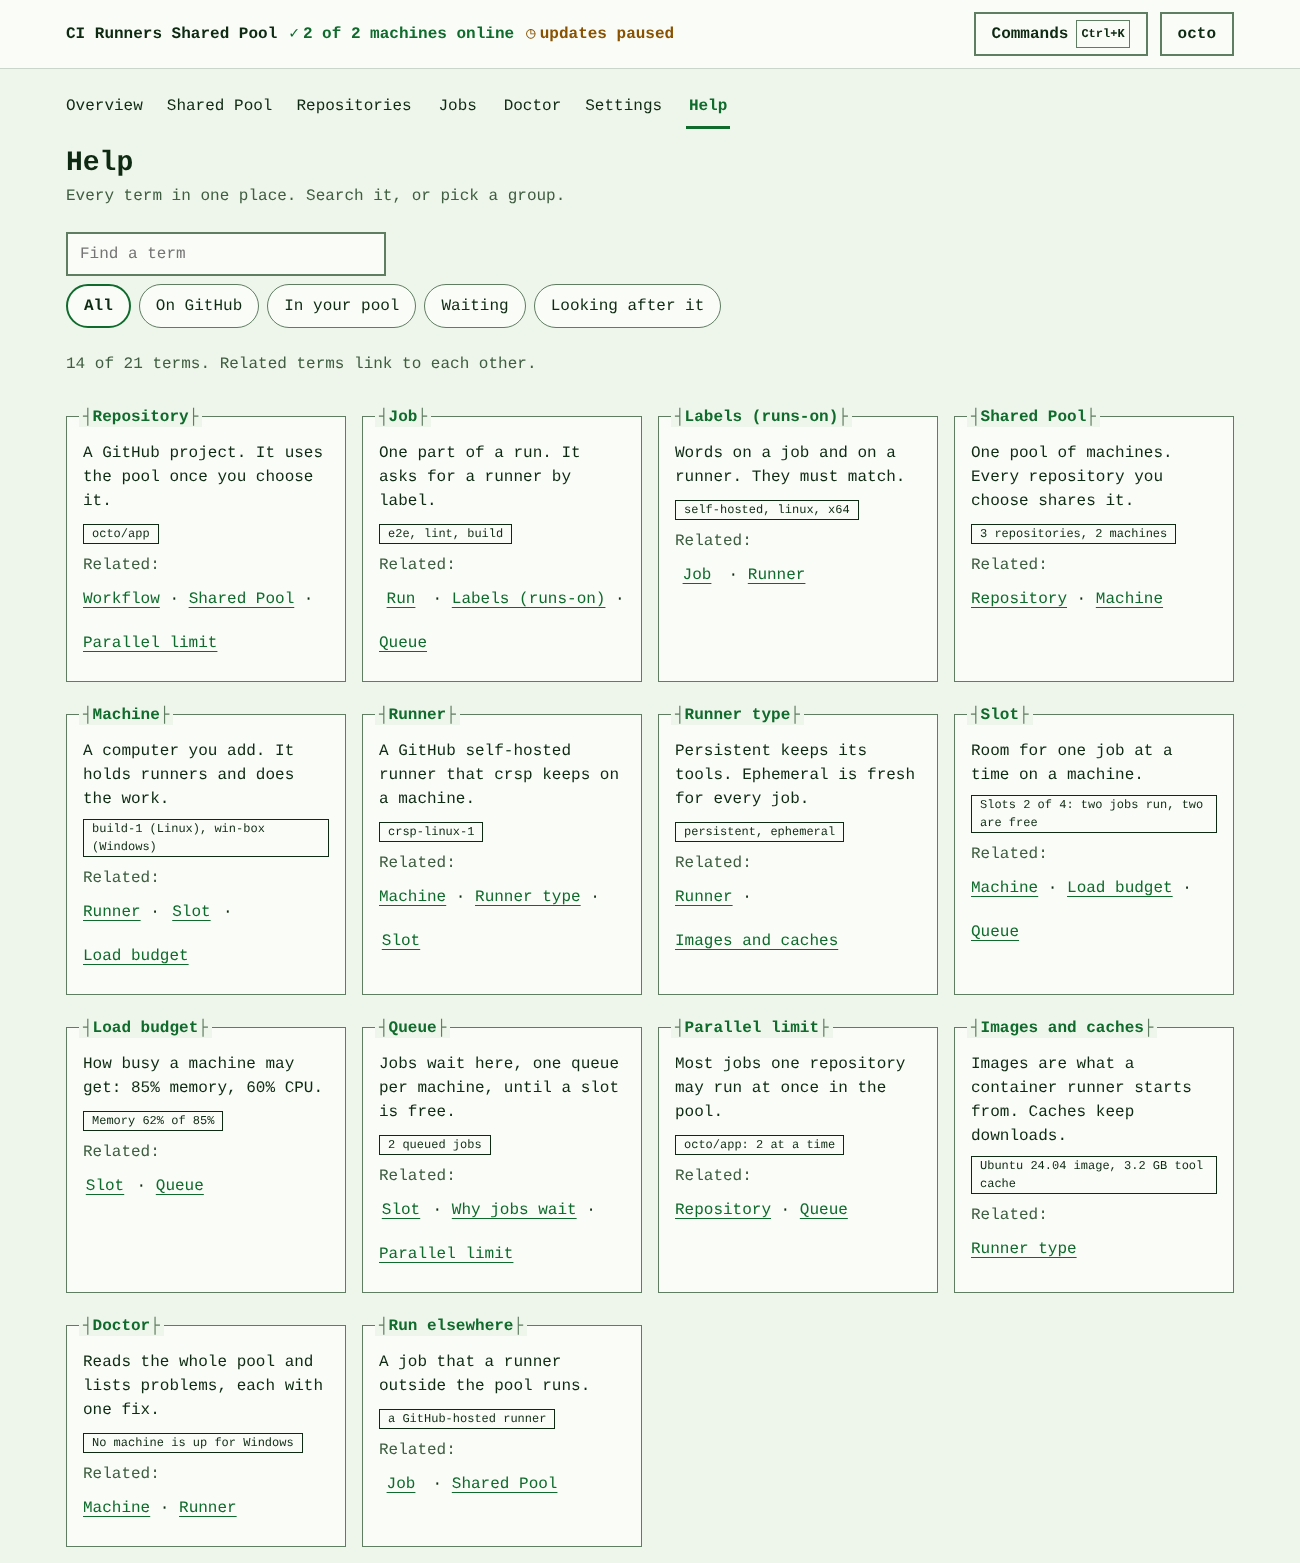 CI Runners Shared Pool ✓ 2 of 2 machines online ◷ updates paused Commands Ctrl+K octo
Overview Shared Pool Repositories Jobs Doctor Settings Help
Help
Every term in one place. Search it, or pick a group.
Find a term
All On GitHub In your pool Waiting Looking after it
14 of 21 terms. Related terms link to each other.
Repository
A GitHub project. It uses
the pool once you choose
it.
octo/app
Related:
Workflow · Shared Pool ·
Parallel limit
Job
One part of a run. It
asks for a runner by
label.
e2e, lint, build
Related:
Run · Labels (runs-on) ·
Queue
Labels (runs-on)
Words on a job and on a
runner. They must match.
self-hosted, linux, x64
Related:
Job · Runner
Shared Pool
One pool of machines.
Every repository you
choose shares it.
3 repositories, 2 machines
Related:
Repository · Machine
Machine
A computer you add. It
holds runners and does
the work.
build-1 (Linux), win-box
(Windows)
Related:
Runner · Slot ·
Load budget
Runner
A GitHub self-hosted
runner that crsp keeps on
a machine.
crsp-linux-1
Related:
Machine · Runner type ·
Slot
Runner type
Persistent keeps its
tools. Ephemeral is fresh
for every job.
persistent, ephemeral
Related:
Runner ·
Images and caches
Slot
Room for one job at a
time on a machine.
Slots 2 of 4: two jobs run, two
are free
Related:
Machine · Load budget ·
Queue
Load budget
How busy a machine may
get: 85% memory, 60% CPU.
Memory 62% of 85%
Related:
Slot · Queue
Queue
Jobs wait here, one queue
per machine, until a slot
is free.
2 queued jobs
Related:
Slot · Why jobs wait ·
Parallel limit
Parallel limit
Most jobs one repository
may run at once in the
pool.
octo/app: 2 at a time
Related:
Repository · Queue
Images and caches
Images are what a
container runner starts
from. Caches keep
downloads.
Ubuntu 24.04 image, 3.2 GB tool
cache
Related:
Runner type
Doctor
Reads the whole pool and
lists problems, each with
one fix.
No machine is up for Windows
Related:
Machine · Runner
Run elsewhere
A job that a runner
outside the pool runs.
a GitHub-hosted runner
Related:
Job · Shared Pool